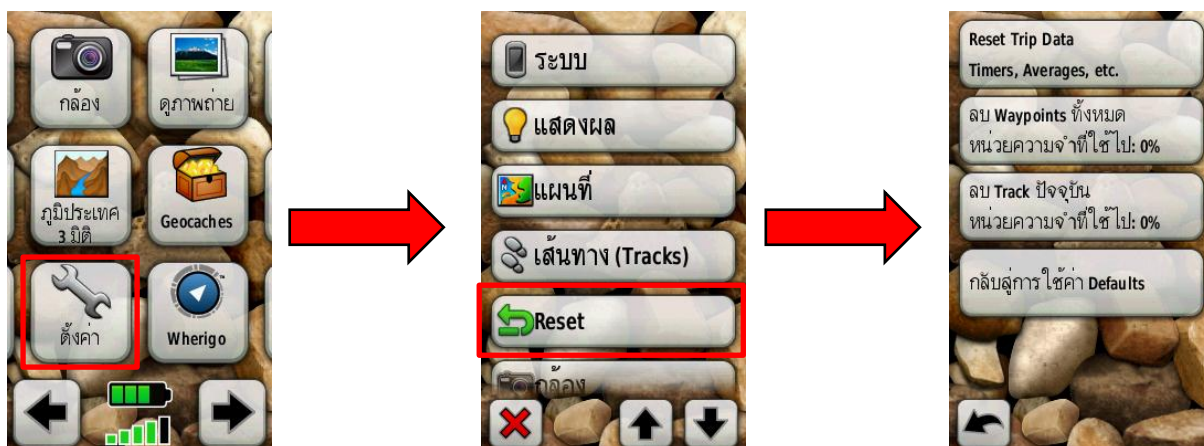 กล้อง
ดูภาพถ่าย
ภูมิประเทศ
3 มิติ
Geocaches
ตั้งค่า
Wherigo
ระบบ
แสดงผล
แผนที่
เส้นทาง (Tracks)
Reset
กล้อง
Reset Trip Data
Timers, Averages, etc.
ลบ Waypoints ทั้งหมด
หน่วยความจำที่ใช้ไป: 0%
ลบ Track ปัจจุบัน
หน่วยความจำที่ใช้ไป: 0%
กลับสู่การใช้ค่า Defaults